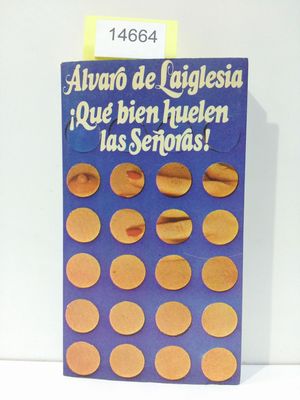 14664
Álvaro de Laiglesia
¡Qué bien huelen
las Señoras!